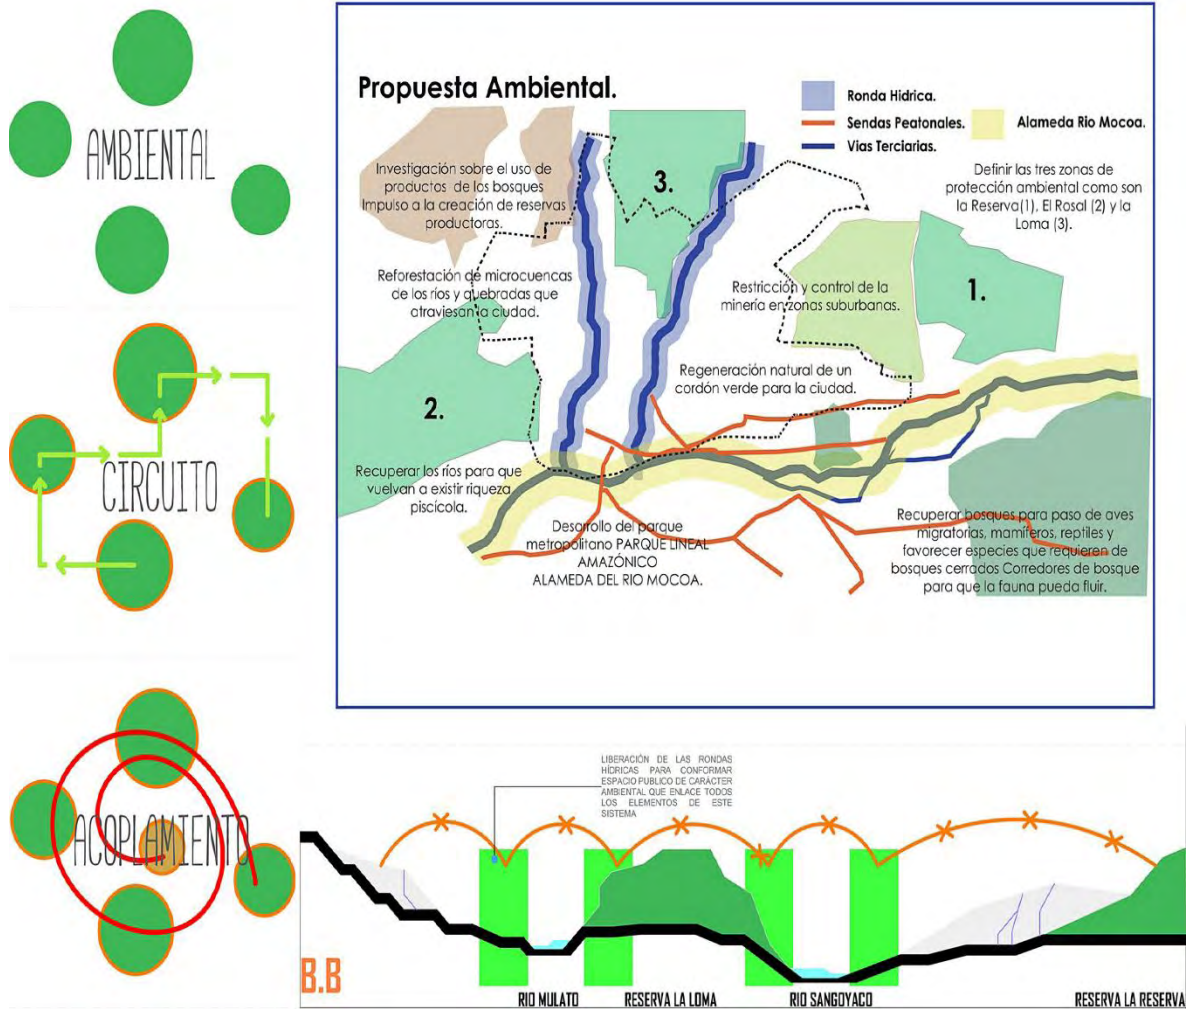 AMBIENTAL
CIRCUITO
ACOPLAMIENTO
Propuesta Ambiental.
Ronda Hidrica.
Sendas Peatonales.
Vias Terciarias.
Alameda Rio Mocoa.
Investigación sobre el uso de
productos de los bosques
Impulso a la creación de reservas
productoras.
3.
Definir las tres zonas de
protección ambiental como son
la Reserva(1), El Rosal (2) y la
Loma (3).
Reforestación de microcuencas
de los ríos y quebradas que
atraviesan la ciudad.
Restricción y control de la
minería en zonas suburbanas.
1.
Regeneración natural de un
cordón verde para la ciudad.
2.
Recuperar los ríos para que
vuelvan a existir riqueza
piscícola.
Desarrollo del parque
metropolitano PARQUE LINEAL
AMAZÓNICO
ALAMEDA DEL RIO MOCOA.
Recuperar bosques para paso de aves
migratorias, mamíferos, reptiles y
favorecer especies que requieren de
bosques cerrados Corredores de bosque
para que la fauna pueda fluir.
LIBERACIÓN DE LAS RONDAS
HÍDRICAS PARA CONFORMAR
ESPACIO PUBLICO DE CARÁCTER
AMBIENTAL QUE ENLACE TODOS
LOS ELEMENTOS DE ESTE
SISTEMA
B.B
RIO MULATO
RESERVA LA LOMA
RIO SANGOYACO
RESERVA LA RESERVA